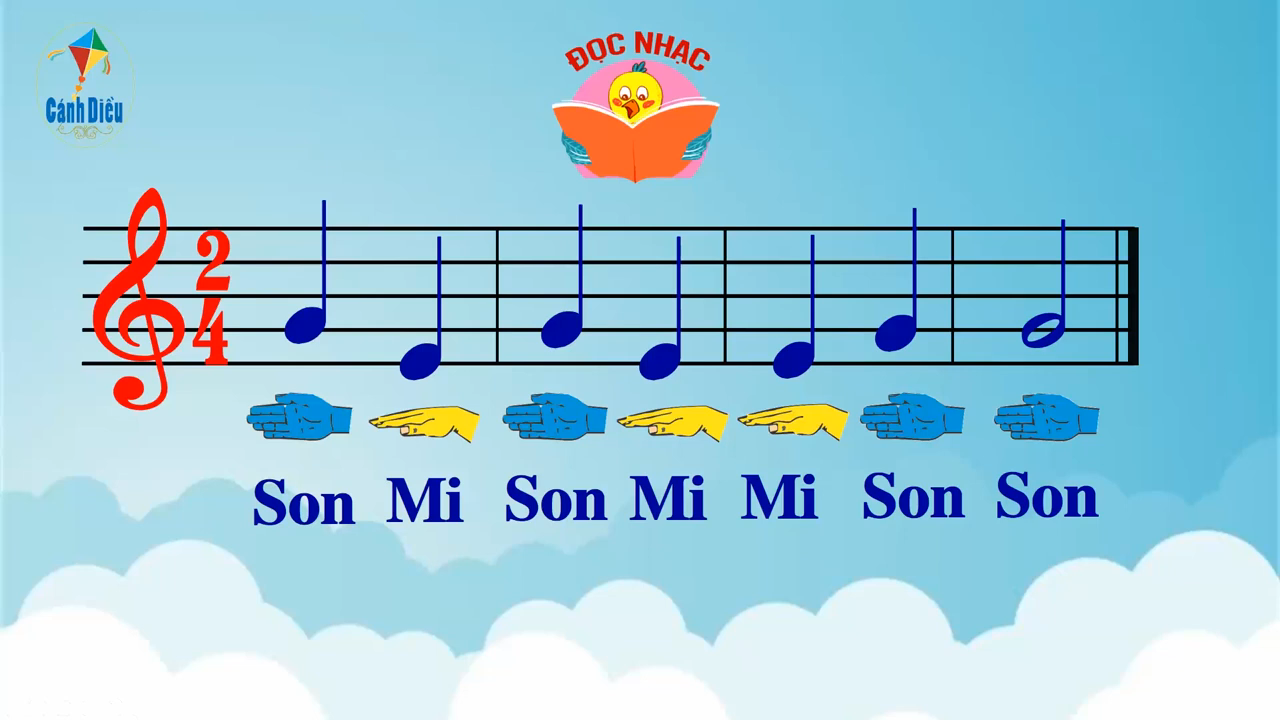 Cánh Diều
ĐỌC NHẠC
2
4
Son Mi Son Mi Mi Son Son